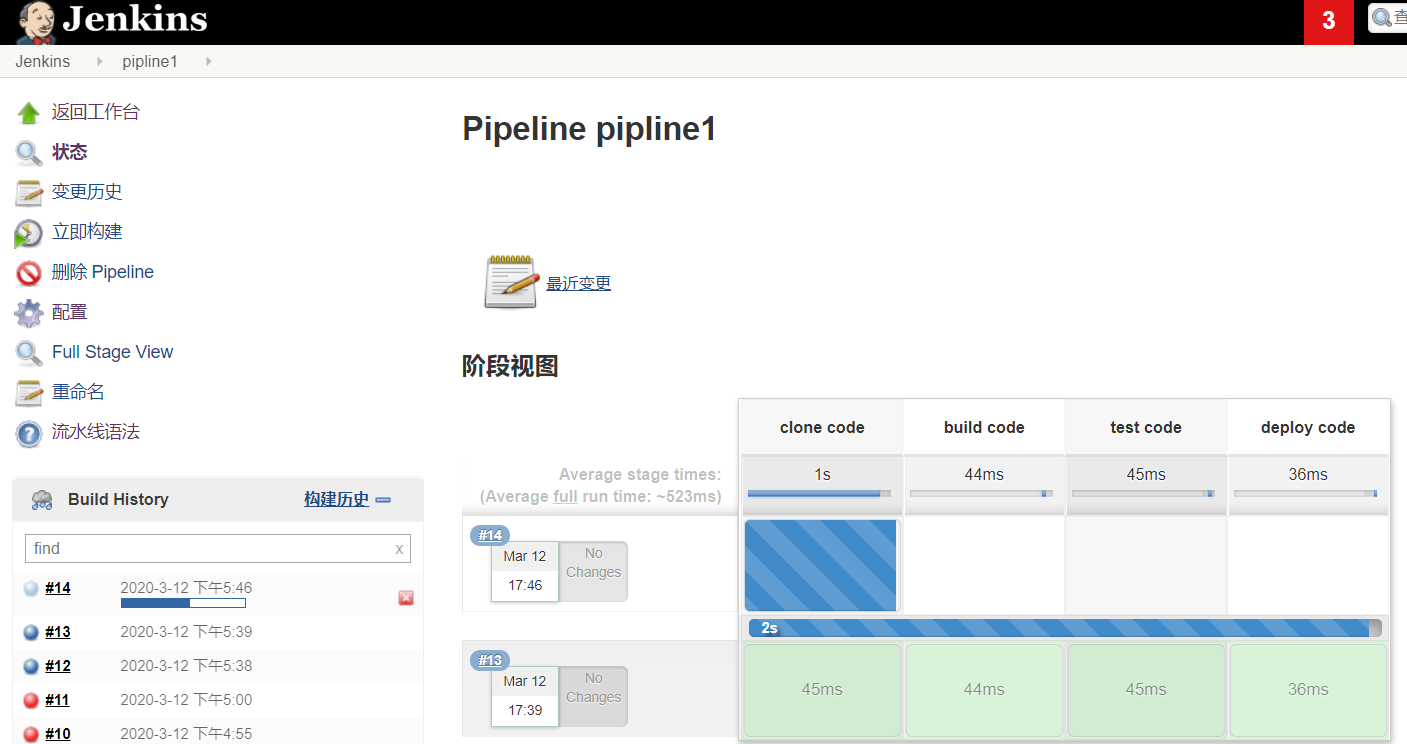 Jenkins
3
查
Jenkins
pipline1
返回工作台
状态
变更历史
立即构建
删除 Pipeline
配置
Full Stage View
重命名
流水线语法
Build History
构建历史
find
x
#14
2020-3-12 下午5:46
#13
2020-3-12 下午5:39
#12
2020-3-12 下午5:38
#11
2020-3-12 下午5:00
#10
2020-3-12 下午4:55
Pipeline pipline1
最近变更
阶段视图
clone code
build code
test code
deploy code
Average stage times:
1s
44ms
45ms
36ms
(Average full run time: ~523ms)
#14
Mar 12
17:46
No
Changes
2s
#13
Mar 12
17:39
No
Changes
45ms
44ms
45ms
36ms